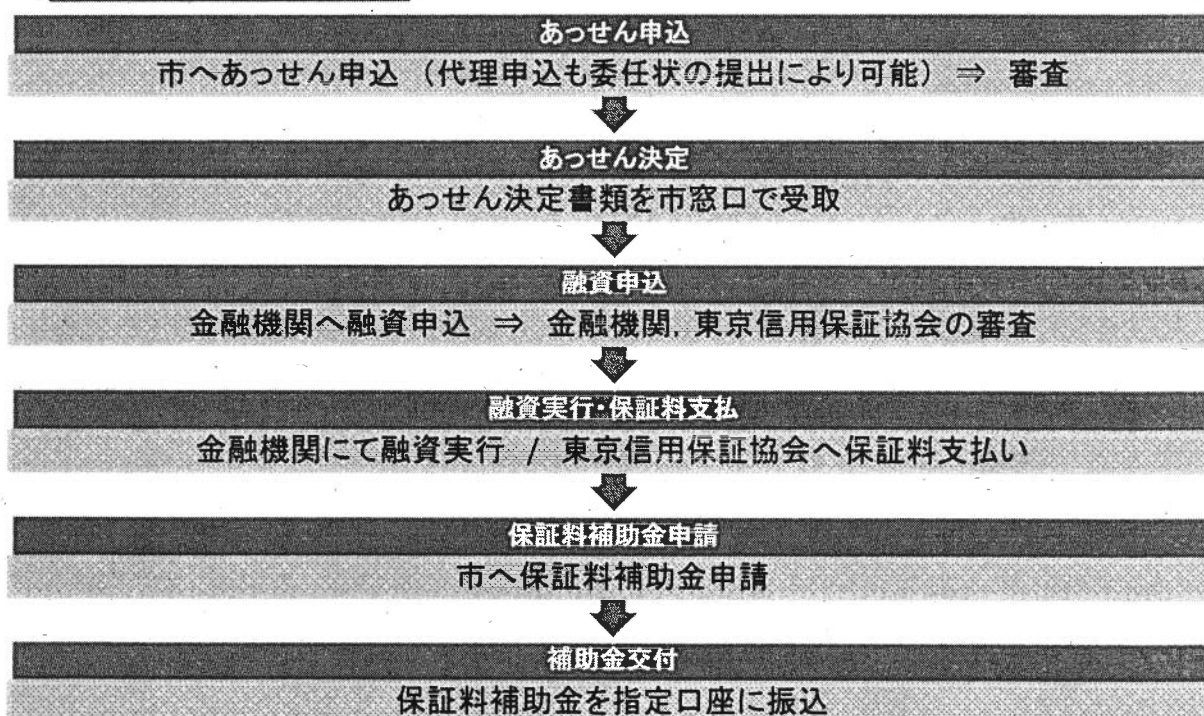 あっせん申込
市へあっせん申込 （代理申込も委任状の提出により可能） ⇒ 審査
あっせん決定
あっせん決定書類を市窓口で受取
融資申込
金融機関へ融資申込 ⇒ 金融機関，東京信用保証協会の審査
融資実行・保証料支払
金融機関にて融資実行 / 東京信用保証協会へ保証料支払い
保証料補助金申請
市へ保証料補助金申請
補助金交付
保証料補助金を指定口座に振込